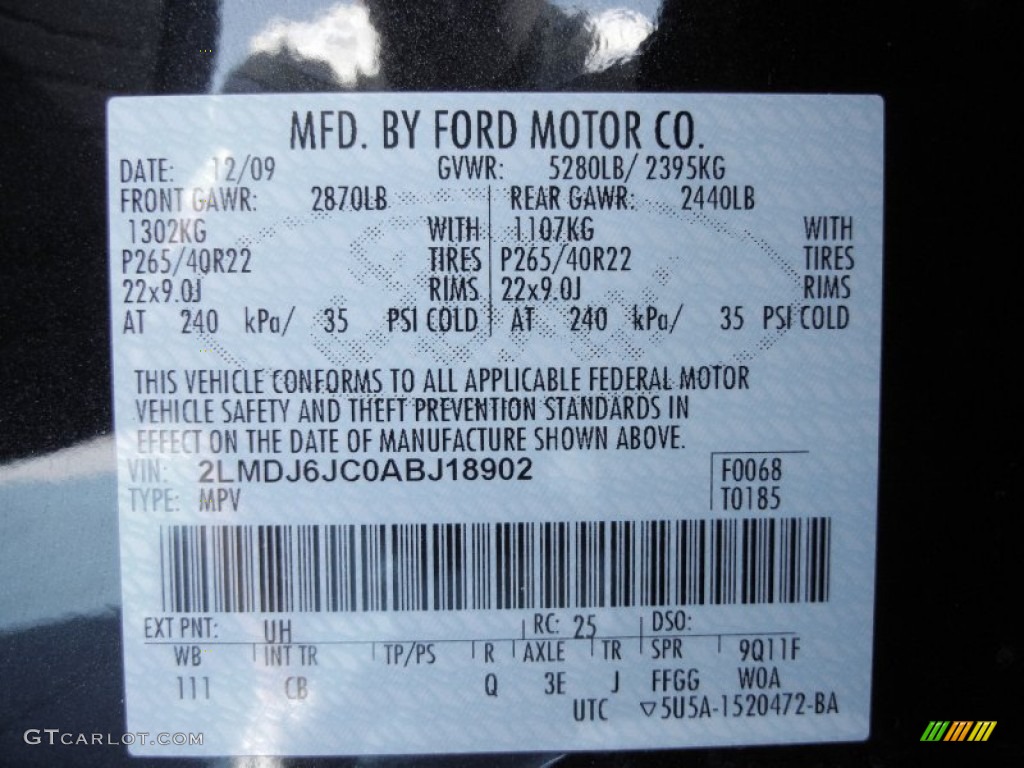 MFD. BY FORD MOTOR CO.
DATE: 12/09 GVWR: 5280LB/ 2395KG
FRONT GAWR: 2870LB REAR GAWR: 2440LB
1302KG WITH 1107KG WITH
P265/40R22 TIRES P265/40R22 TIRES
22x9.0J RIMS 22x9.0J RIMS
AT 240 kPa/ 35 PSI COLD AT 240 kPa/ 35 PSI COLD
THIS VEHICLE CONFORMS TO ALL APPLICABLE FEDERAL MOTOR
VEHICLE SAFETY AND THEFT PREVENTION STANDARDS IN
EFFECT ON THE DATE OF MANUFACTURE SHOWN ABOVE.
VIN: 2LMDJ6JC0ABJ18902 F0068
TYPE: MPV T0185
EXT PNT: UH RC: 25 DSO:
WB INT TR TP/PS R AXLE TR SPR 9Q11F
111 CB Q 3E J FFGG WOA
UTC ▽5U5A-1520472-BA
GTCARLOT.COM